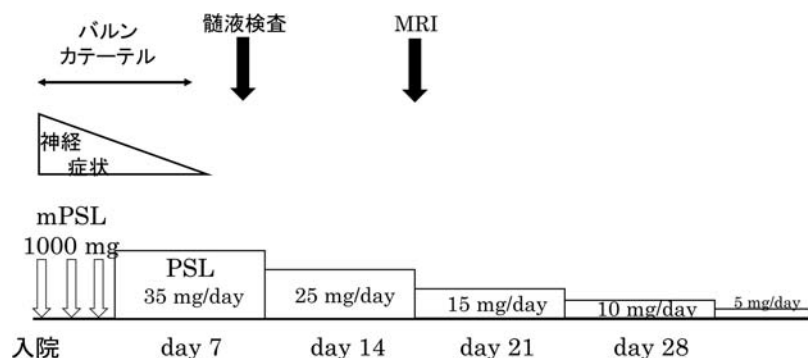 バルン
カテーテル
髄液検査
MRI
神経
症状
mPSL
1000 mg
PSL
35 mg/day
25 mg/day
15 mg/day
10 mg/day
5 mg/day
入院
day 7
day 14
day 21
day 28